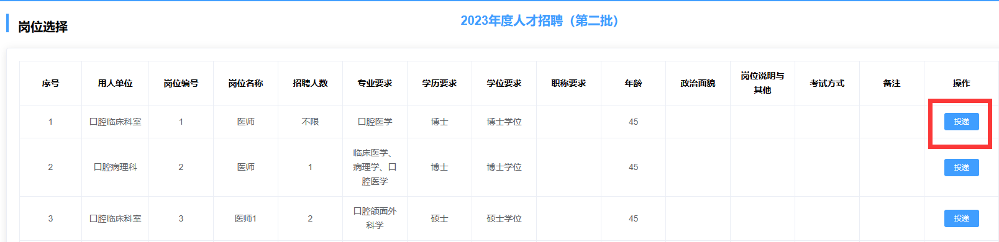 岗位选择
2023年度人才招聘（第二批）
序号 用人单位 岗位编号 岗位名称 招聘人数 专业要求 学历要求 学位要求 职称要求 年龄 政治面貌 岗位说明与 考试方式 备注 操作
其他
1 口腔临床科室 1 医师 不限 口腔医学 博士 博士学位 45 投递
临床医学、
2 口腔病理科 2 医师 1 病理学、口 博士 博士学位 45 投递
腔医学
口腔颌面外
3 口腔临床科室 3 医师1 2 硕士 硕士学位 45 投递
科学